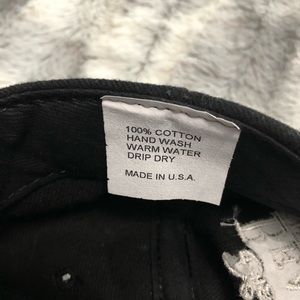 100% COTTON
HAND WASH
WARM WATER
DRIP DRY
MADE IN U.S.A.